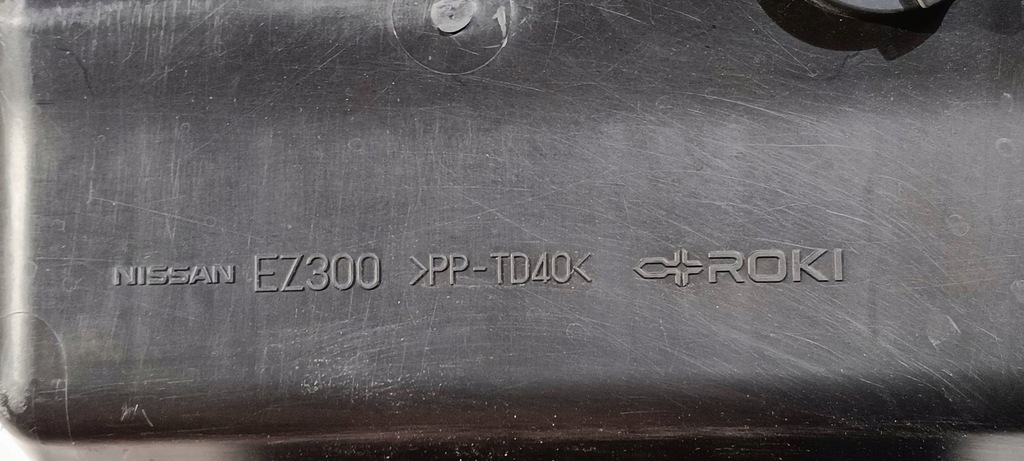 NISSAN EZ300 >PP-TD40< ROKI